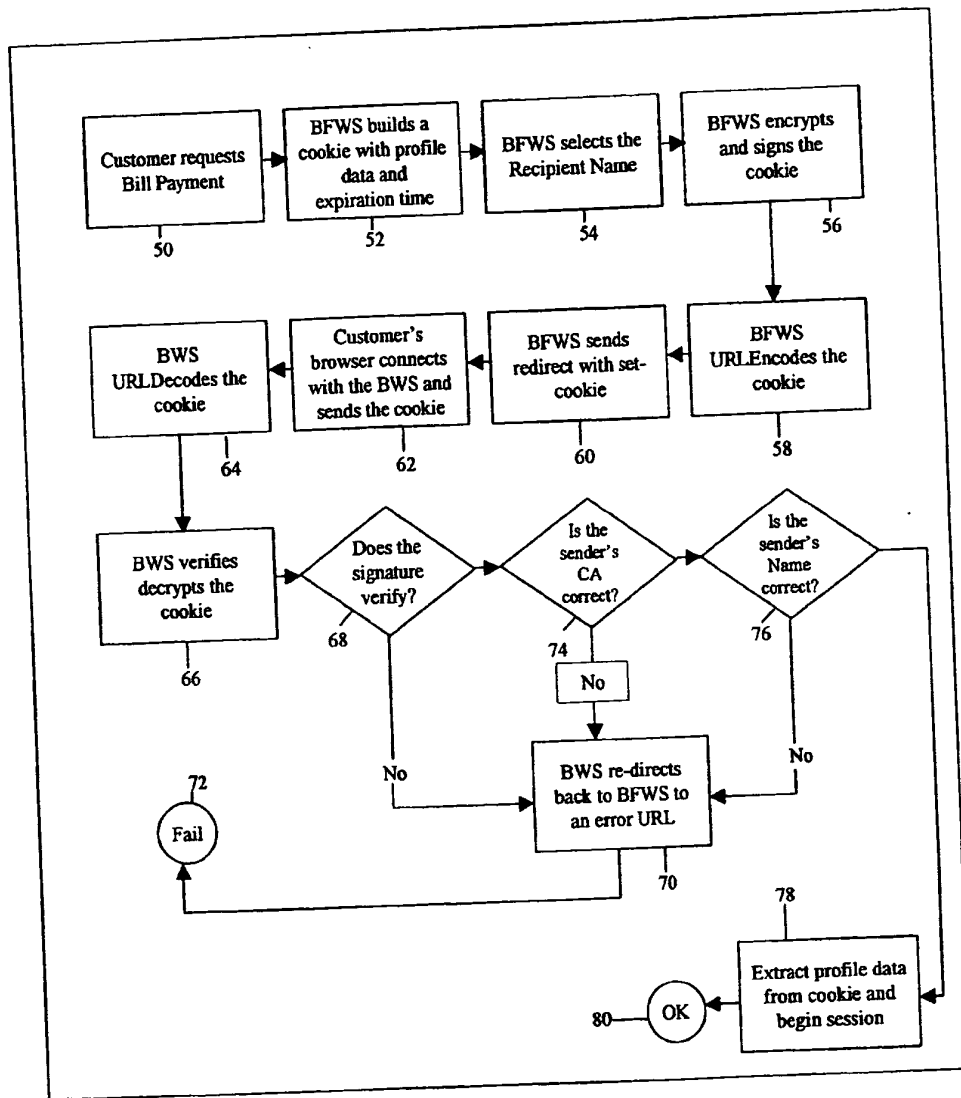 Customer requests
Bill Payment
50
BFWS builds a
cookie with profile
data and
expiration time
52
BFWS selects the
Recipient Name
54
BFWS encrypts
and signs the
cookie
56
BWS
URLDecodes the
cookie
64
Customer's
browser connects
with the BWS and
sends the cookie
62
BFWS sends
redirect with set-
cookie
60
BFWS
URLEncodes the
cookie
58
BWS verifies
decrypts the
cookie
66
Does the
signature
verify?
68
Is the
sender's
CA
correct?
74
Is the
sender's
Name
correct?
76
No
No
No
BWS re-directs
back to BFWS to
an error URL
70
72
Fail
78
Extract profile data
from cookie and
begin session
80
OK